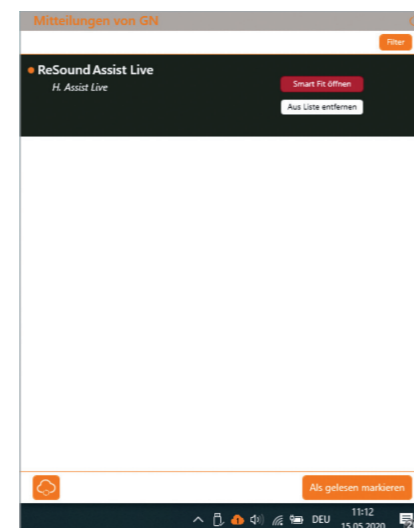 Mitteilungen von GN
Filter
ReSound Assist Live
H. Assist Live
Smart Fit öffnen
Aus Liste entfernen
Als gelesen markieren
DEU
11:12
15.05.2020